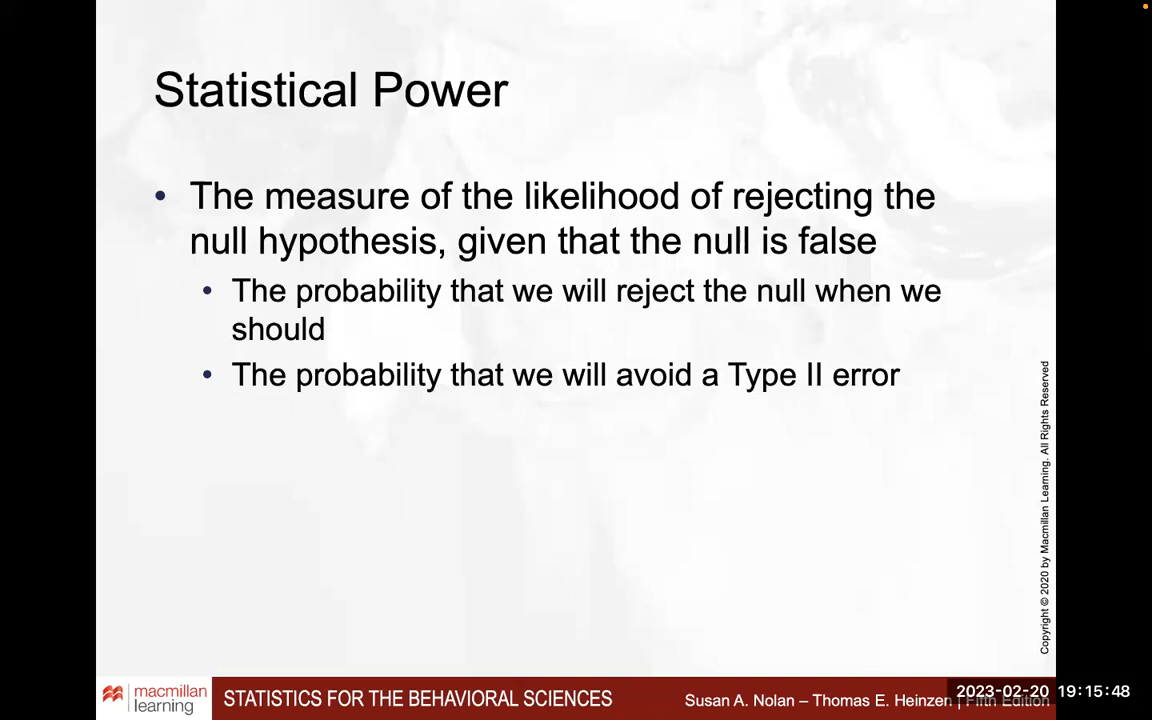 Statistical Power
• The measure of the likelihood of rejecting the
null hypothesis, given that the null is false
• The probability that we will reject the null when we
should
• The probability that we will avoid a Type II error
Copyright © 2020 by Macmillan Learning. All Rights Reserved
macmillan
learning
STATISTICS FOR THE BEHAVIORAL SCIENCES
Susan A. Nolan – Thomas E. Heinzen | Fifth Edition
2023-02-20 19:15:48